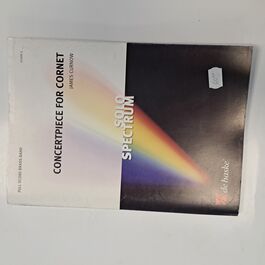 CONCERTPIECE FOR CORNET
JAMES CURNOW
SOLO
SPECTRUM
FULL SCORE BRASS BAND
de haske